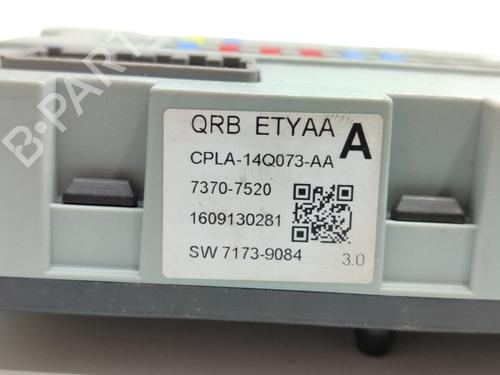 B-PARTS
QRB ETYAA A
CPLA-14Q073-AA
7370-7520
1609130281
SW 7173-9084 3.0